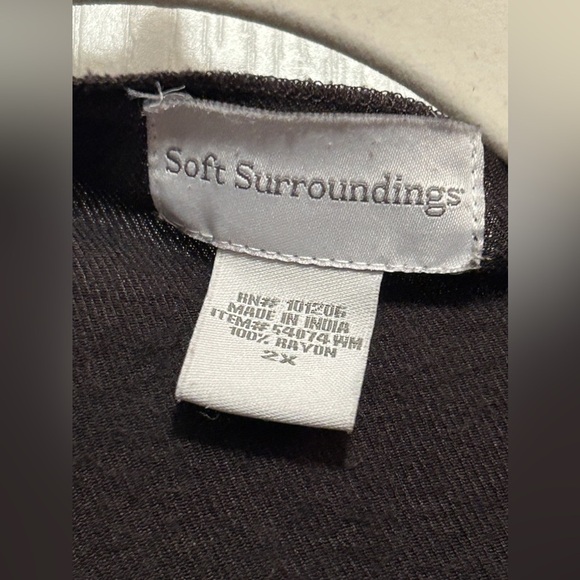 Soft Surroundings
RN# 101206
MADE IN INDIA
ITEM# 54074WM
100% RAYON
2X